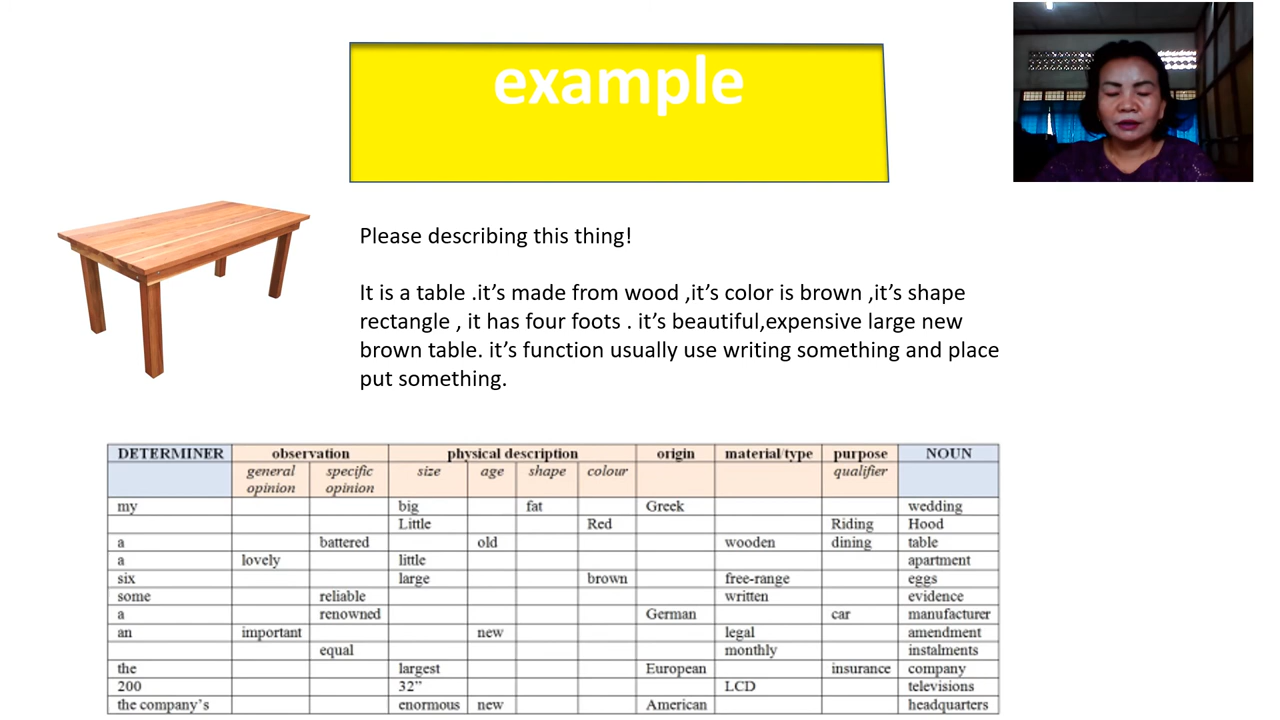 example
Please describing this thing!
It is a table .it’s made from wood ,it’s color is brown ,it’s shape
rectangle , it has four foots . it’s beautiful,expensive large new
brown table. it’s function usually use writing something and place
put something.
DETERMINER observation physical description origin material/type purpose NOUN
general opinion specific opinion size age shape colour qualifier
my big fat Greek wedding
Little Red Riding Hood
a battered old wooden dining table
a lovely little apartment
six large brown free-range eggs
some reliable written evidence
a renowned German car manufacturer
an important new legal amendment
equal monthly instalments
the largest European insurance company
200 32” LCD televisions
the company’s enormous new American headquarters